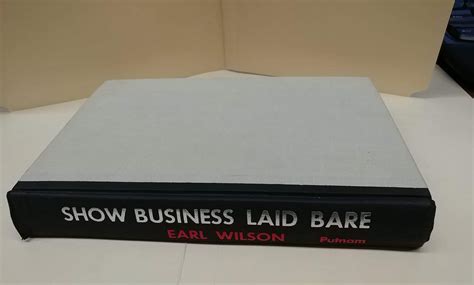 SHOW BUSINESS LAID BARE
EARL WILSON Putnam